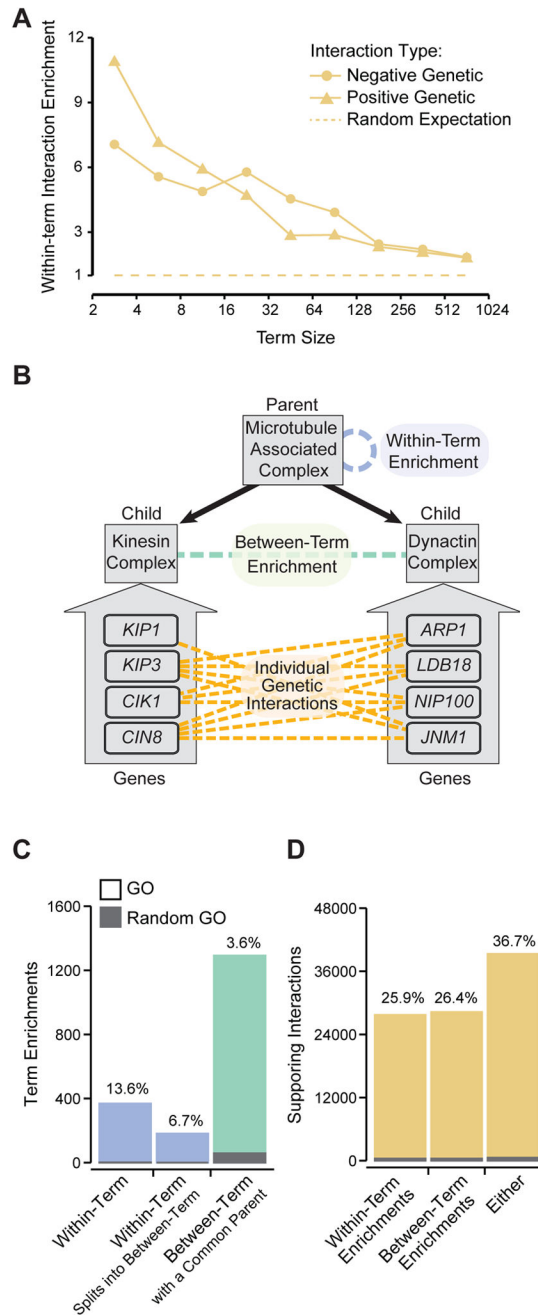 A
Within-term Interaction Enrichment
12
9
6
3
1
Interaction Type:
Negative Genetic
Positive Genetic
Random Expectation
2 4 8 16 32 64 128 256 512 1024
Term Size
B
Parent
Microtubule
Associated
Complex
Within-Term
Enrichment
Child
Kinesin
Complex
Between-Term
Enrichment
Child
Dynactin
Complex
KIP1
KIP3
CIK1
CIN8
Genes
Individual
Genetic
Interactions
ARP1
LDB18
NIP100
JNM1
Genes
C
GO
Random GO
Term Enrichments
1600
1200
800
400
0
13.6%
6.7%
3.6%
Within-Term
Within-Term
Splits into Between-Term
Between-Term
with a Common Parent
D
Supporing Interactions
48000
36000
24000
12000
0
25.9%
26.4%
36.7%
Within-Term
Enrichments
Between-Term
Enrichments
Either